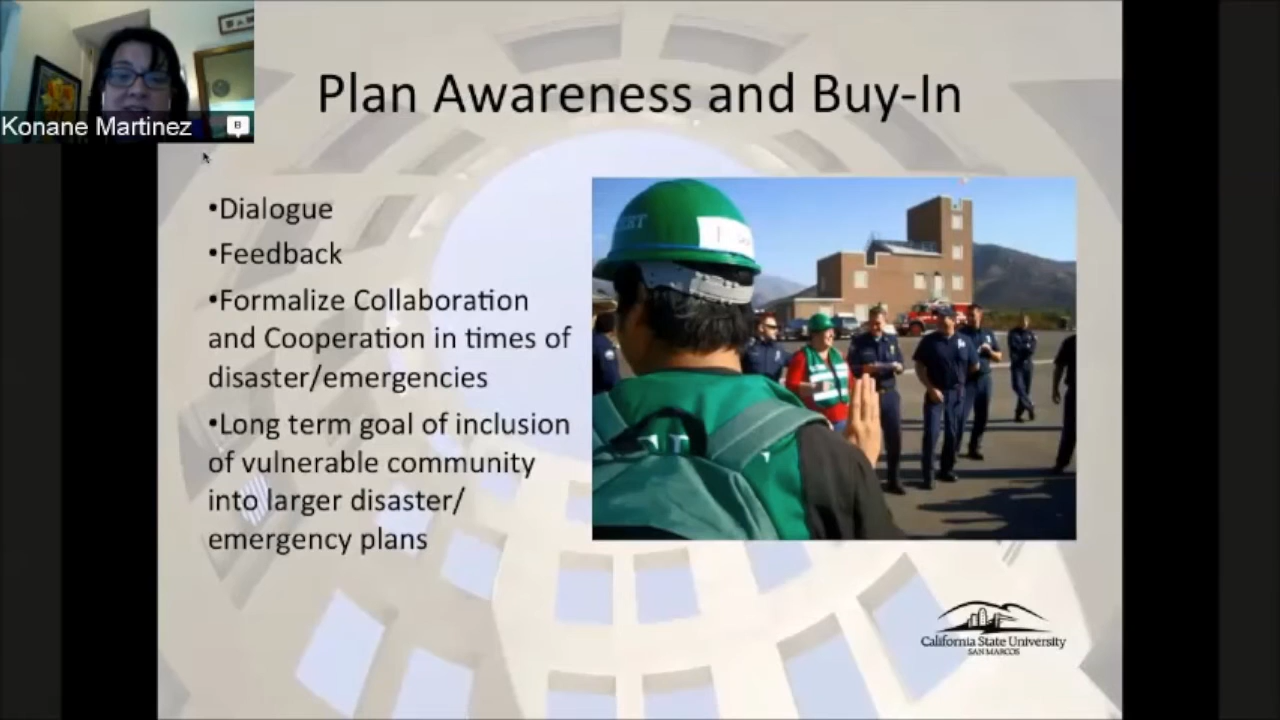 Plan Awareness and Buy-In
Konane Martinez
•Dialogue
•Feedback
•Formalize Collaboration
and Cooperation in times of
disaster/emergencies
•Long term goal of inclusion
of vulnerable community
into larger disaster/
emergency plans
CERT
California State University
SAN MARCOS